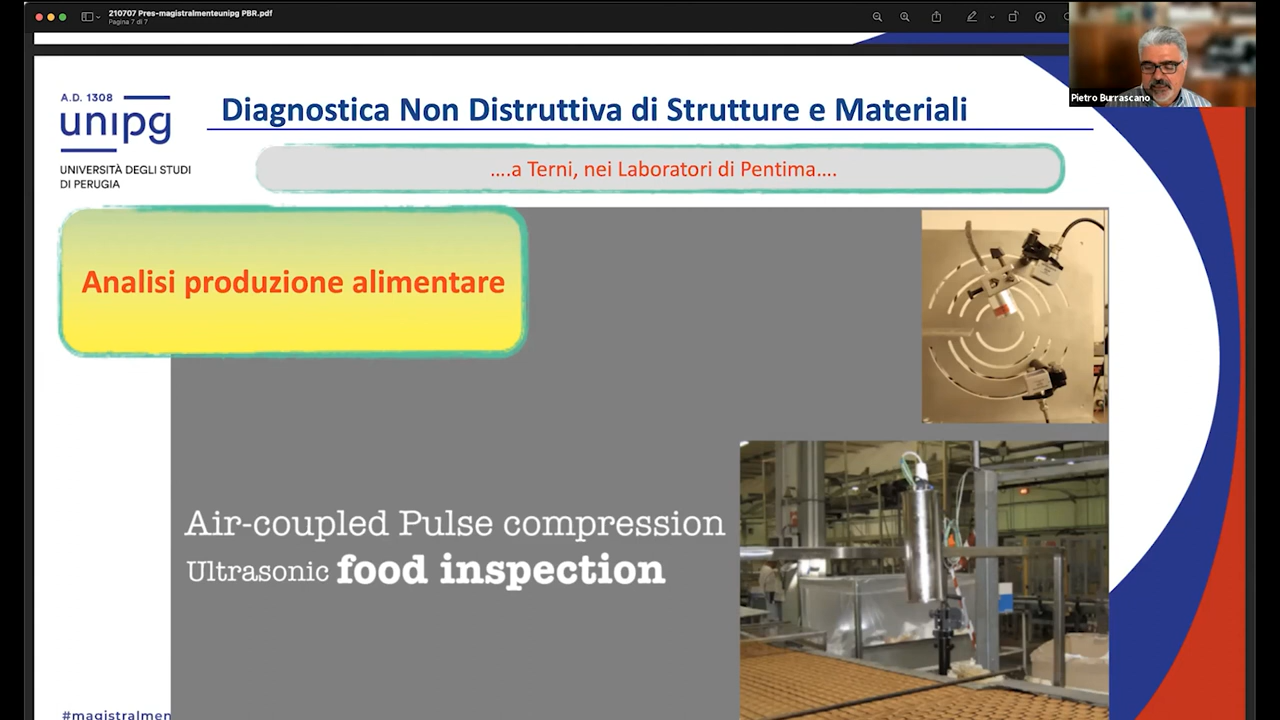 210707 Pres-magistralmenteunipg PBR.pdf
Pagina 7 di 7
Pietro Burrascano
A.D. 1308
unipg
UNIVERSITÀ DEGLI STUDI
DI PERUGIA
Diagnostica Non Distruttiva di Strutture e Materiali
....a Terni, nei Laboratori di Pentima....
Analisi produzione alimentare
Air-coupled Pulse compression
Ultrasonic food inspection
#magistralmen